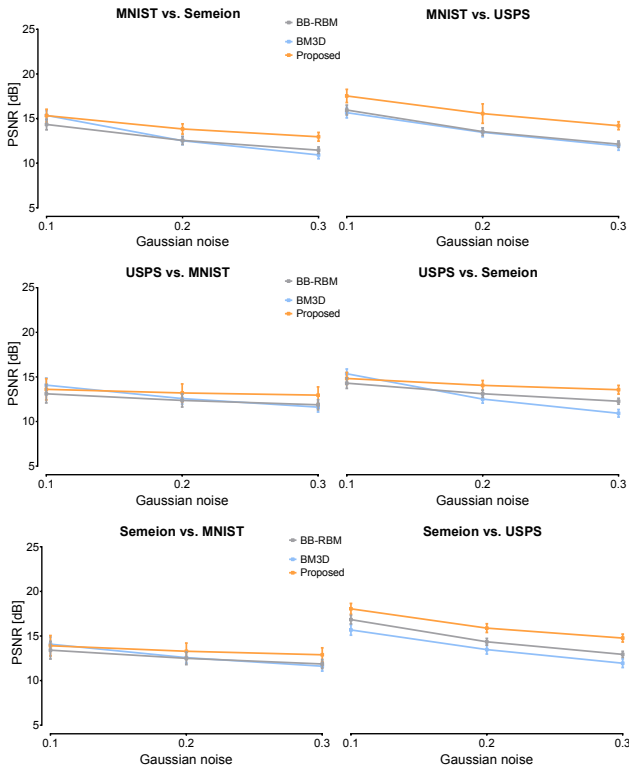 MNIST vs. Semeion
MNIST vs. USPS
BB-RBM
BM3D
Proposed
25
20
15
10
5
PSNR [dB]
0.1
0.2
0.3
0.1
0.2
0.3
Gaussian noise
Gaussian noise
USPS vs. MNIST
USPS vs. Semeion
BB-RBM
BM3D
Proposed
25
20
15
10
5
PSNR [dB]
0.1
0.2
0.3
0.1
0.2
0.3
Gaussian noise
Gaussian noise
Semeion vs. MNIST
Semeion vs. USPS
BB-RBM
BM3D
Proposed
25
20
15
10
5
PSNR [dB]
0.1
0.2
0.3
0.1
0.2
0.3
Gaussian noise
Gaussian noise